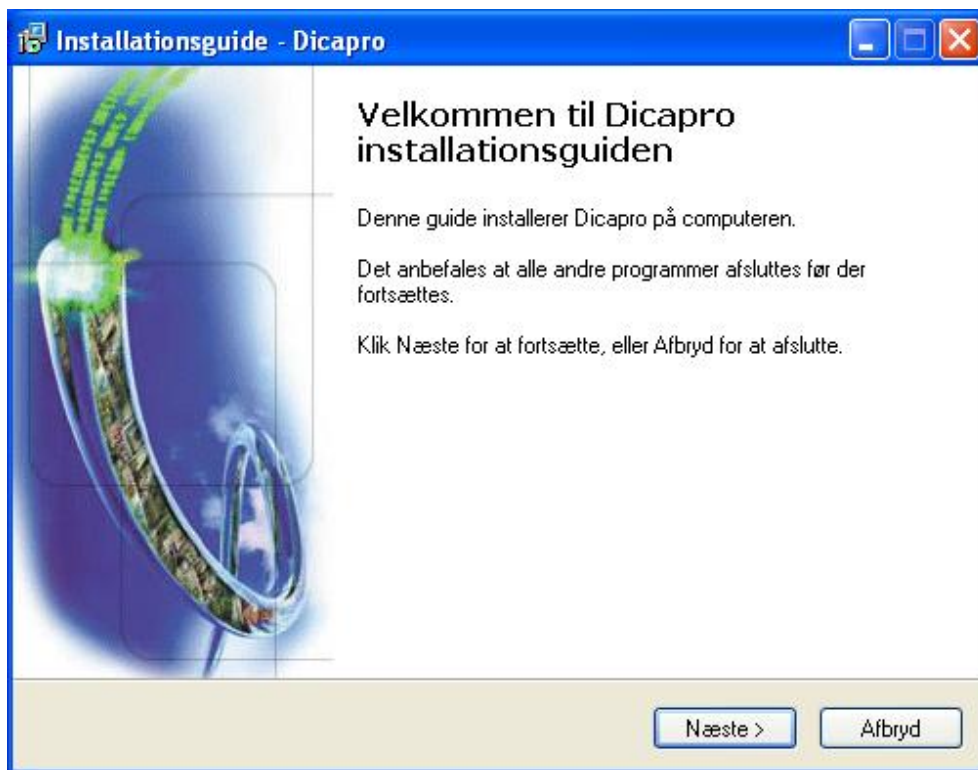 Installationsguide - Dicapro
Velkommen til Dicapro
installationsguiden
Denne guide installerer Dicapro på computeren.
Det anbefales at alle andre programmer afsluttes før der
fortsættes.
Klik Næste for at fortsætte, eller Afbryd for at afslutte.
Næste >
Afbryd